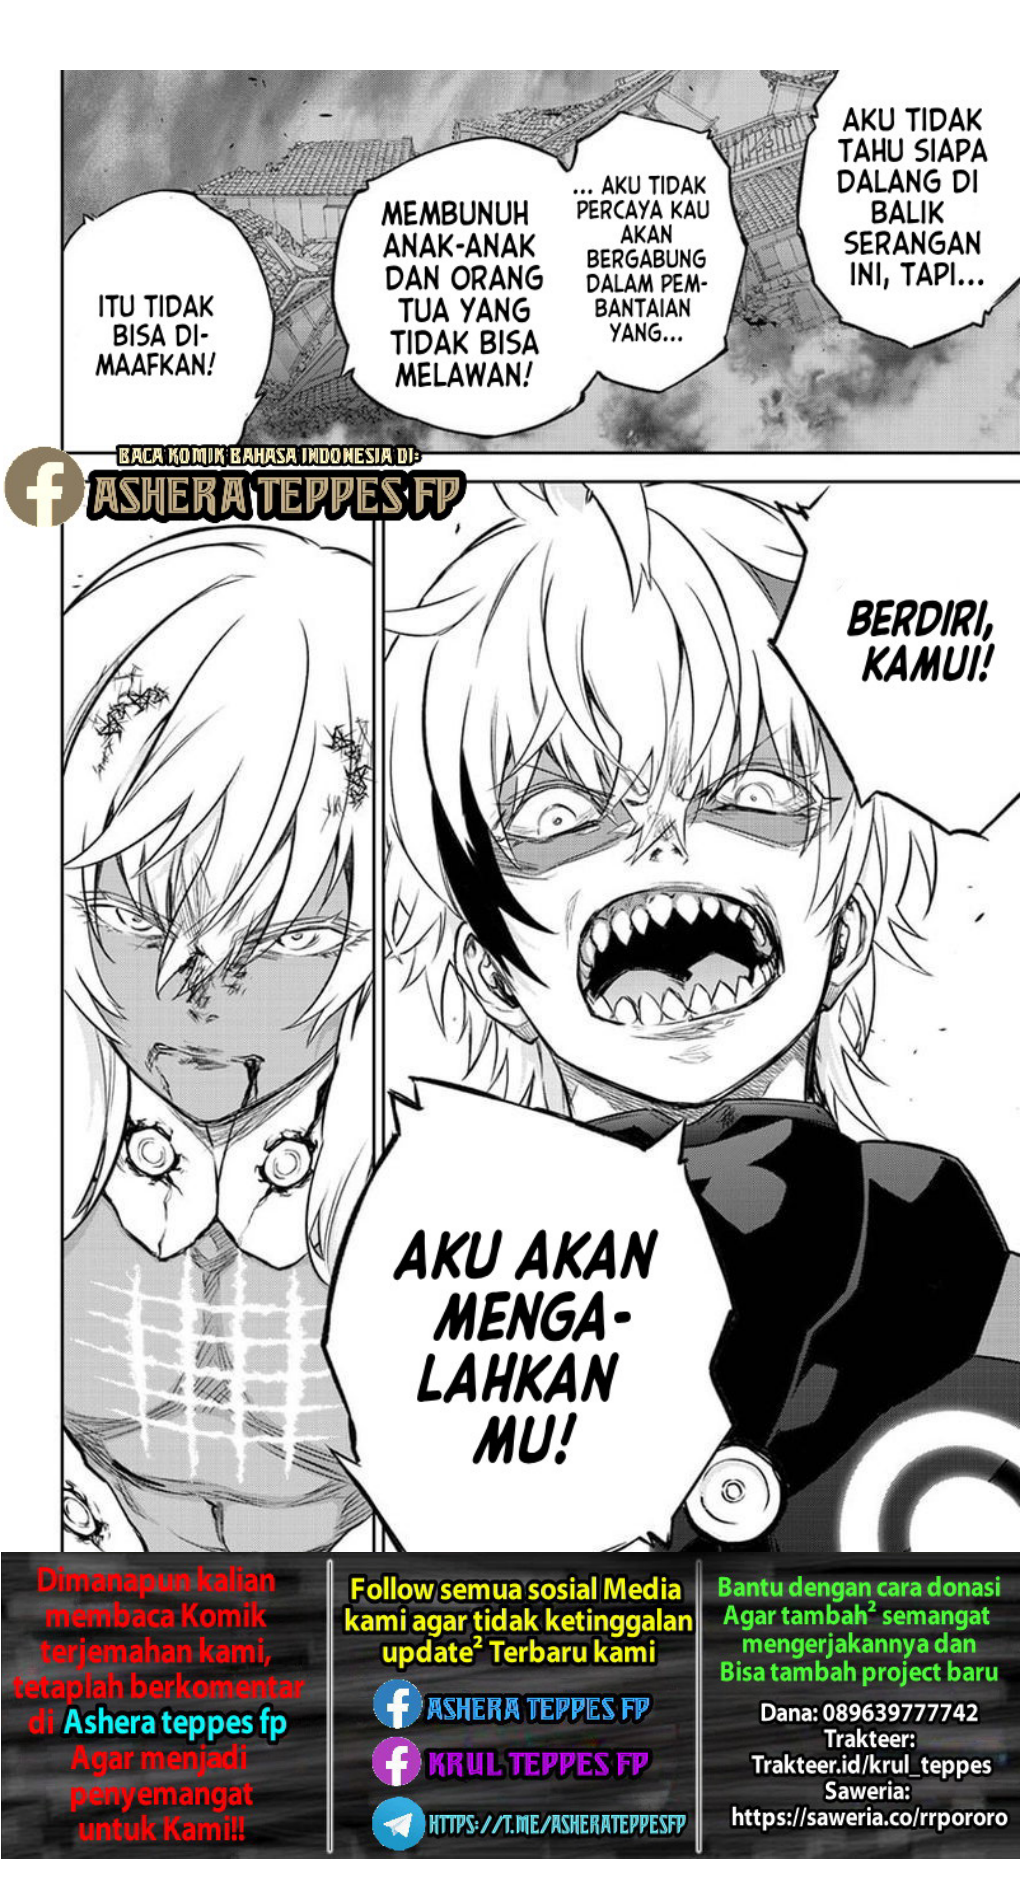 AKU TIDAK
TAHU SIAPA
DALANG DI
BALIK
SERANGAN
INI, TAPI...
... AKU TIDAK
PERCAYA KAU
AKAN
BERGABUNG
DALAM PEM-
BANTAIAN
YANG...
MEMBUNUH
ANAK-ANAK
DAN ORANG
TUA YANG
TIDAK BISA
MELAWAN!
ITU TIDAK
BISA DI-
MAAFKAN!
BACA KOMIK BAHASA INDONESIA DI:
ASHERA TEPPES FP
BERDIRI,
KAMUI!
AKU AKAN
MENGA-
LAHKAN
MU!
Dimanapun kalian
membaca Komik
terjemahan kami,
tetaplah berkomentar
di Ashera teppes fp
Agar menjadi
penyemangat
untuk Kami!!
Follow semua sosial Media
kami agar tidak ketinggalan
update² Terbaru kami
ASHERA TEPPES FP
KRUL TEPPES FP
HTTPS://T.ME/ASHERATEPPESFP
Bantu dengan cara donasi
Agar tambah² semangat
mengerjakannya dan
Bisa tambah project baru
Dana: 089639777742
Trakteer:
Trakteer.id/krul_teppes
Saweria:
https://saweria.co/rrpororo